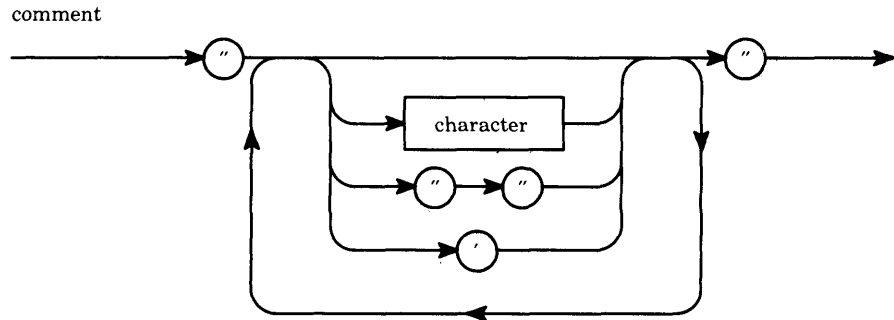 comment
" "
character
" "
'